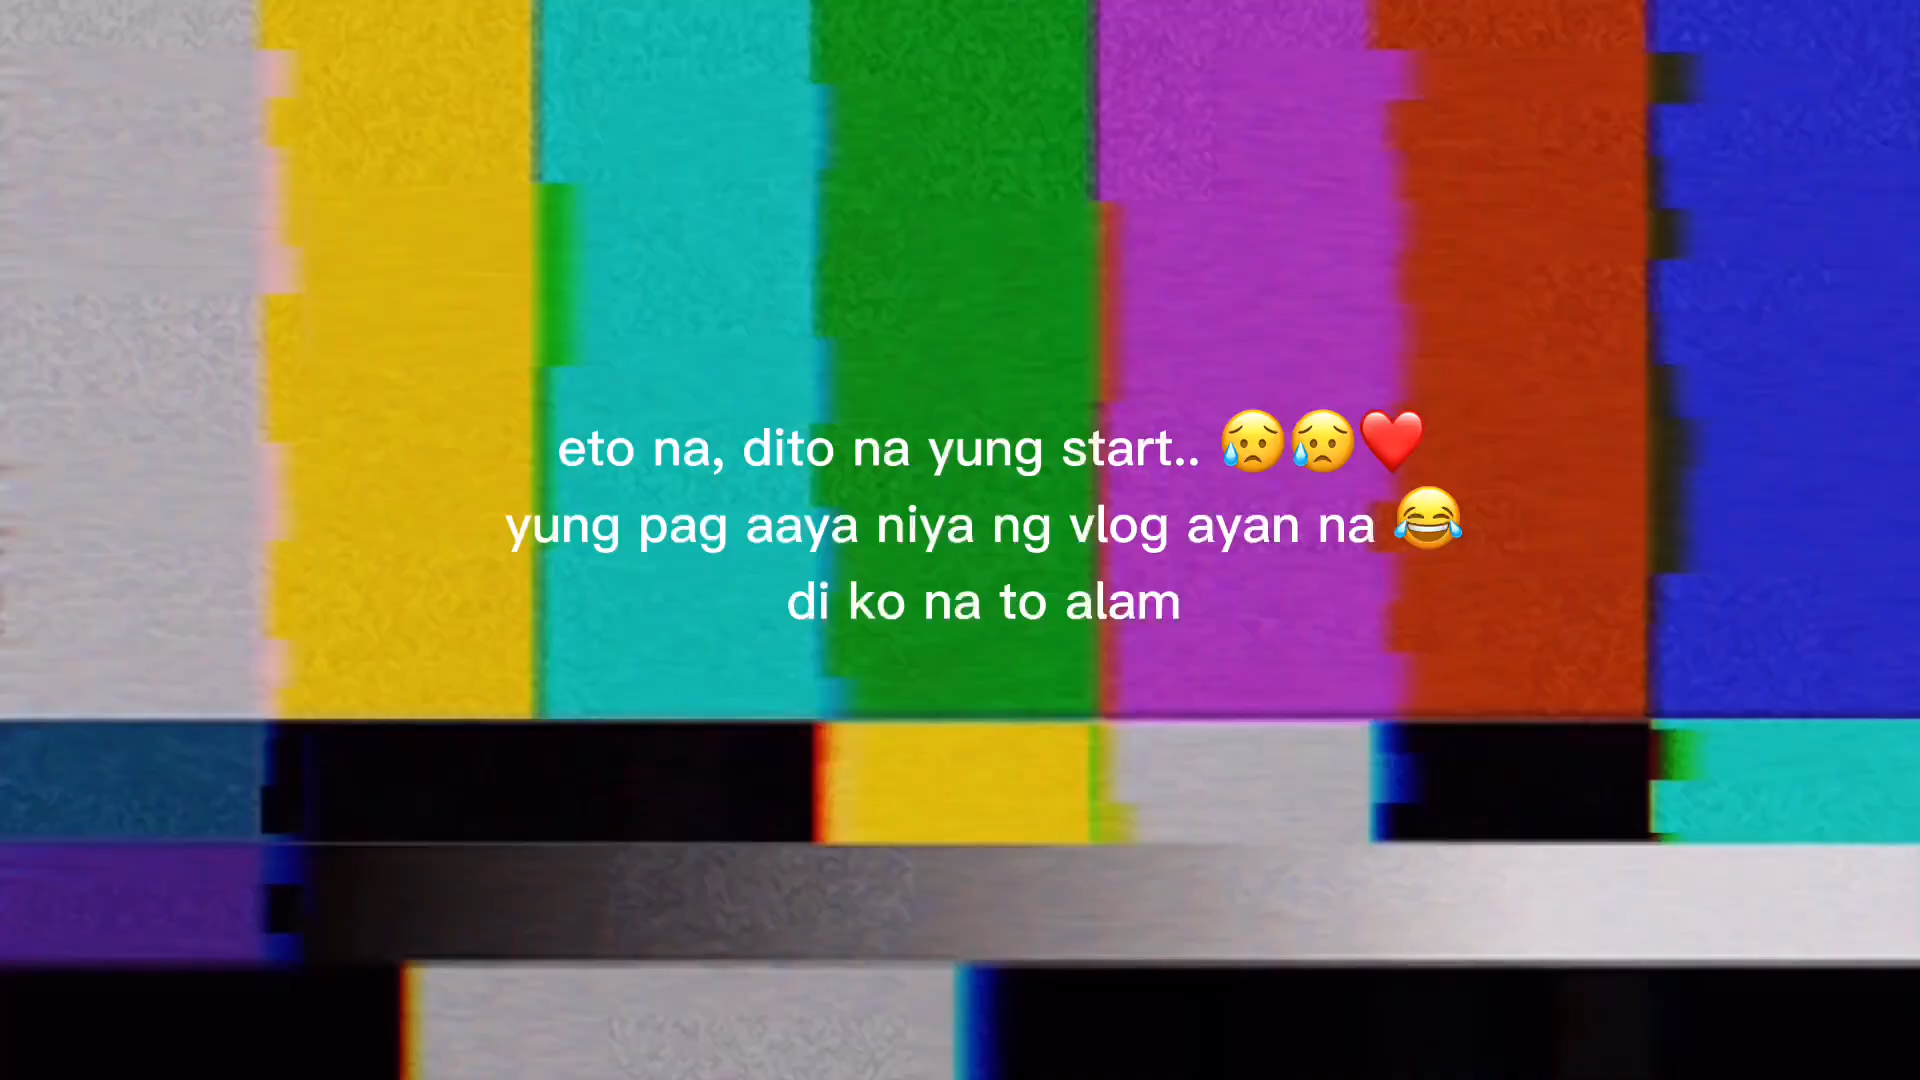 eto na, dito na yung start.. 😥😥❤️
yung pag aaya niya ng vlog ayan na 😂
di ko na to alam